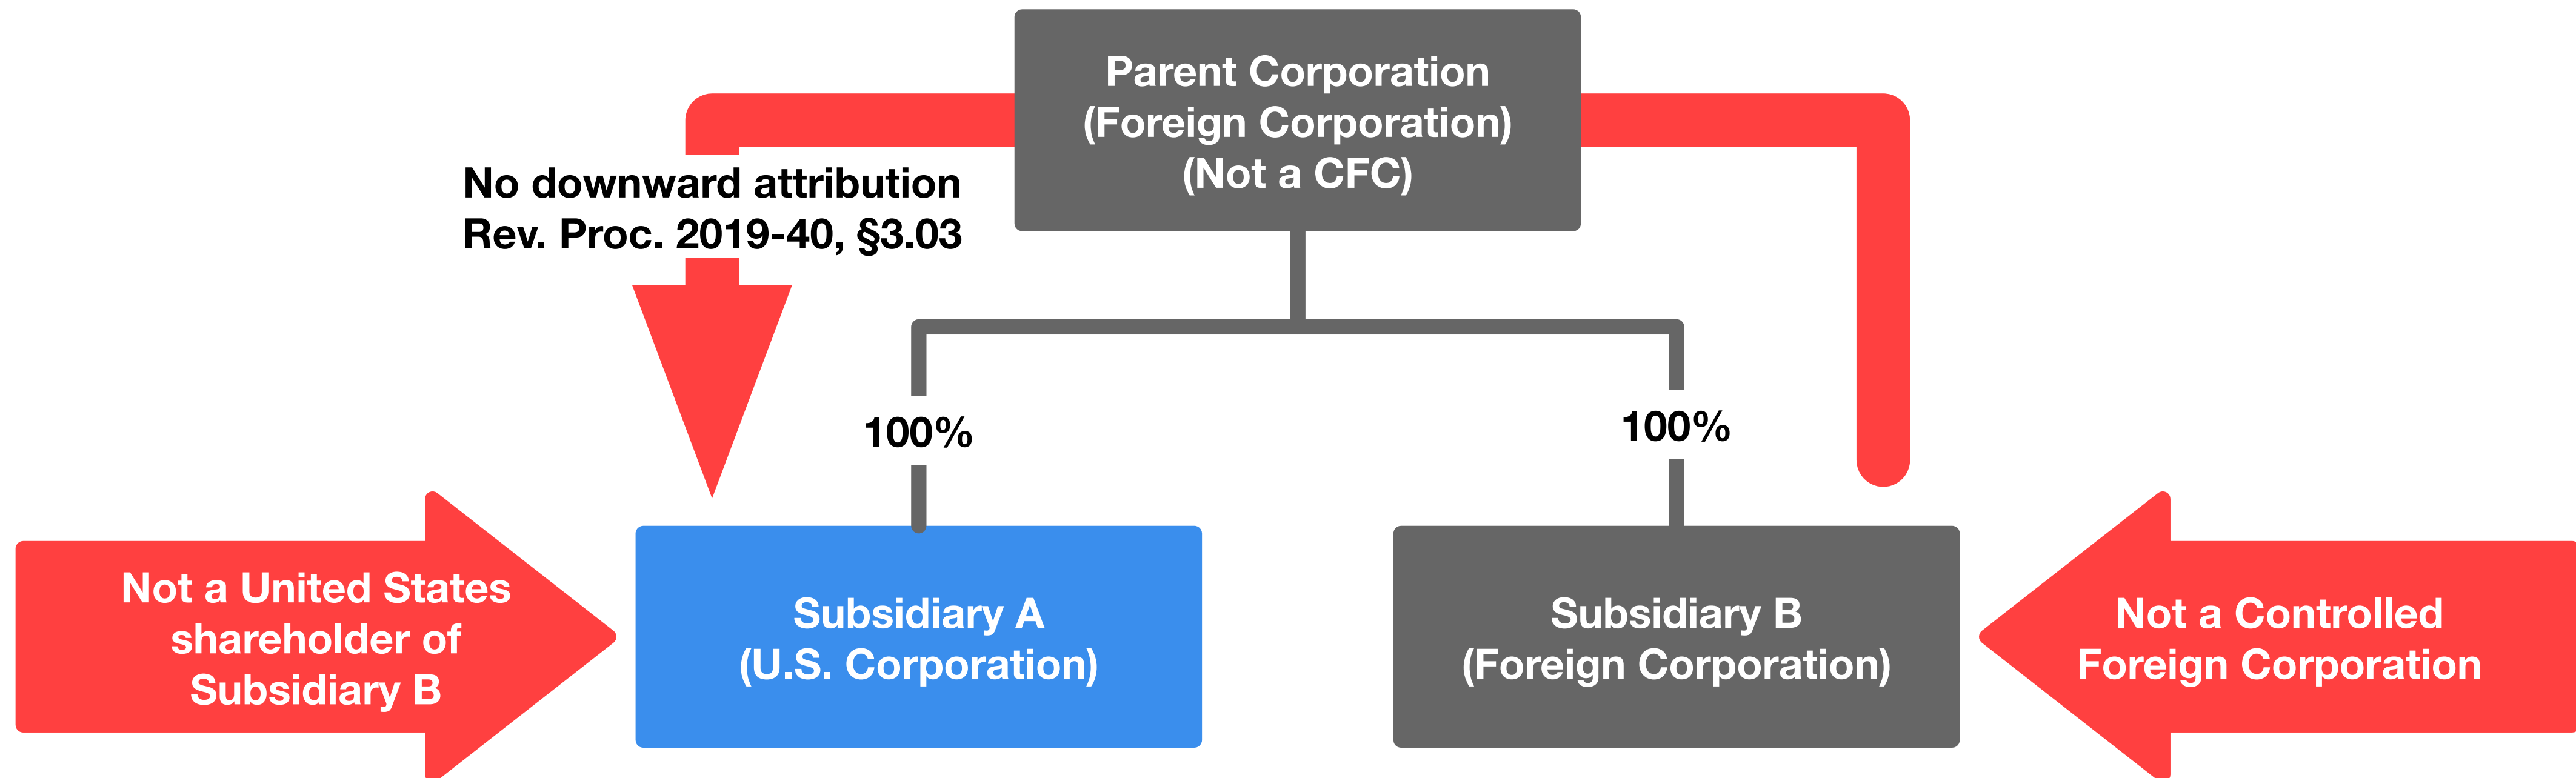 Parent Corporation
(Foreign Corporation)
(Not a CFC)
No downward attribution
Rev. Proc. 2019-40, §3.03
100%
100%
Not a United States
shareholder of
Subsidiary B
Subsidiary A
(U.S. Corporation)
Subsidiary B
(Foreign Corporation)
Not a Controlled
Foreign Corporation